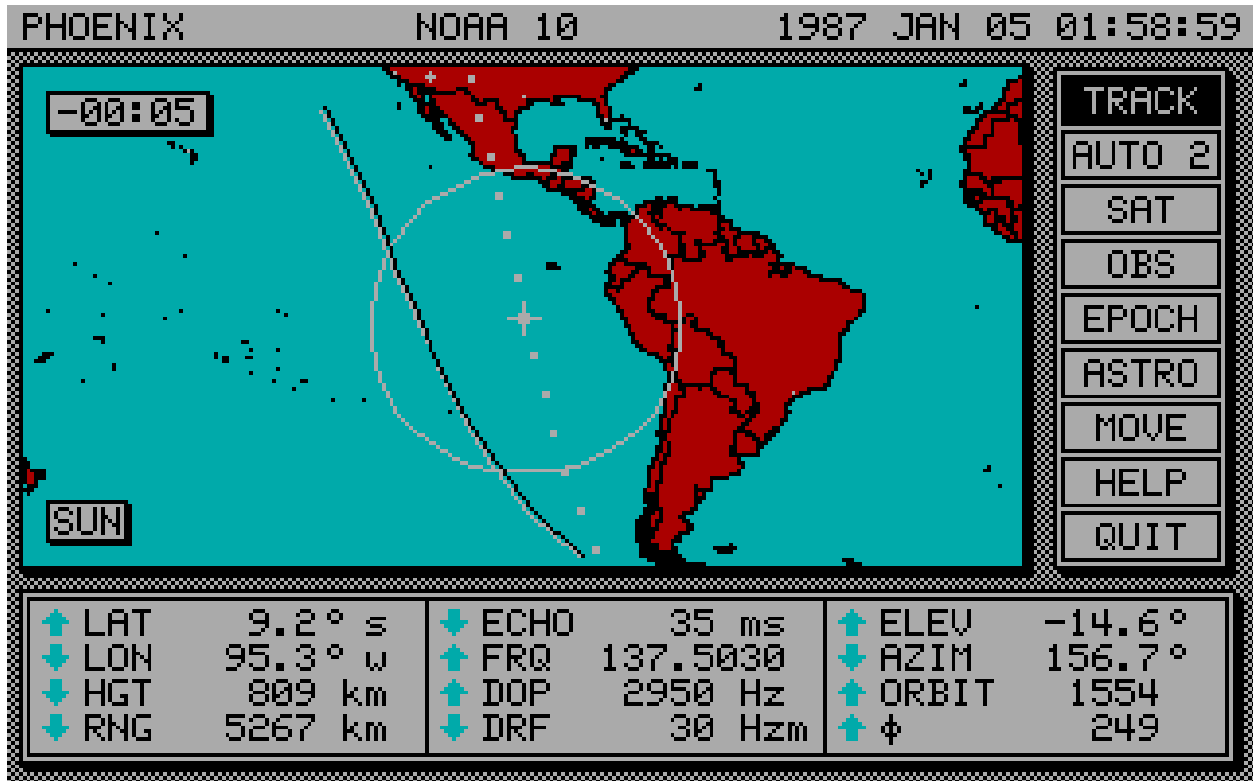 PHOENIX NOAA 10 1987 JAN 05 01:58:59
-00:05
SUN
TRACK
AUTO 2
SAT
OBS
EPOCH
ASTRO
MOVE
HELP
QUIT
LAT 9.2° s
LON 95.3° w
HGT 809 km
RNG 5267 km
ECHO 35 ms
FRQ 137.5030
DOP 2950 Hz
DRF 30 Hzm
ELEV -14.6°
AZIM 156.7°
ORBIT 1554
ϕ 249